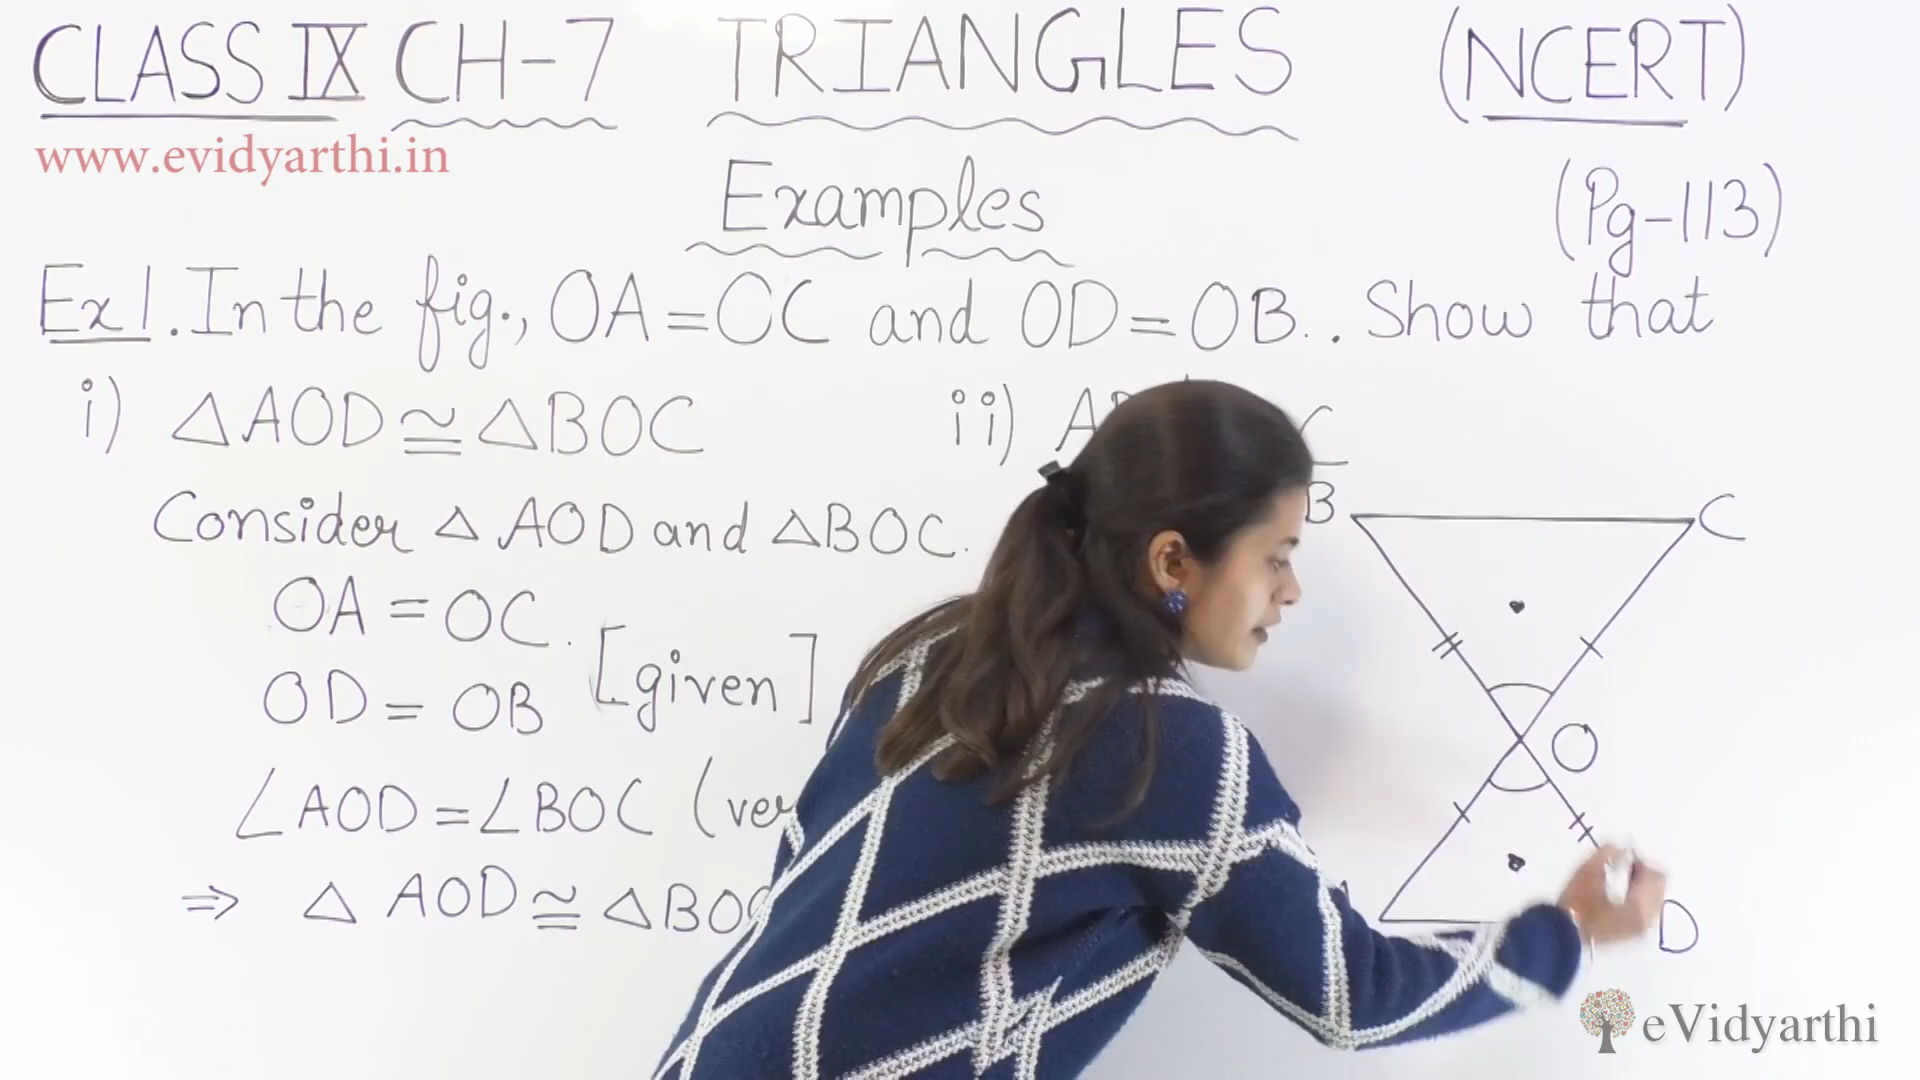 CLASS IX CH-7 TRIANGLES (NCERT)
www.evidyarthi.in
Examples (Pg-113)
Ex1. In the fig., OA=OC and OD=OB. Show that
i) △AOD ≅ △BOC ii)
Consider △ AOD and △BOC.
OA = OC.
OD = OB [given]
∠AOD = ∠BOC
⇒ △ AOD ≅ △BOC
B C
O
D
eVidyarthi